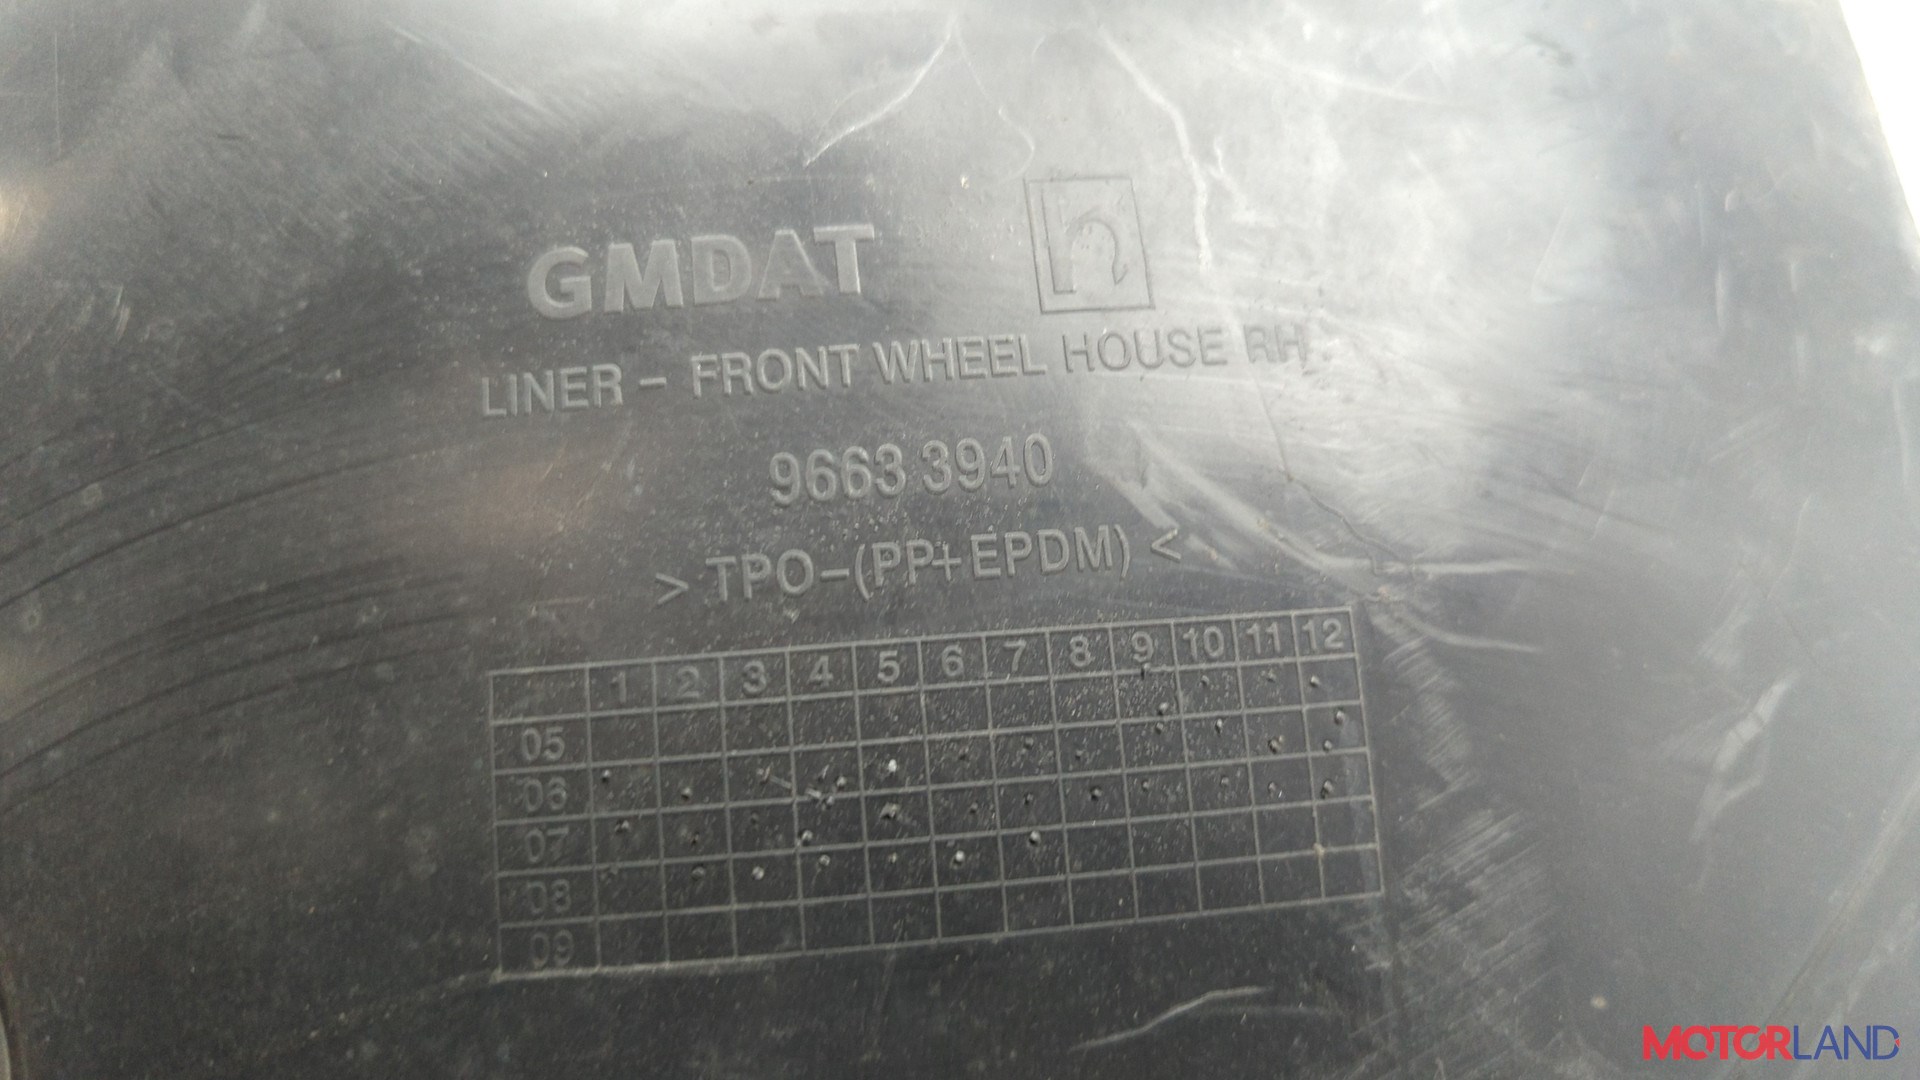 GMDAT
LINER - FRONT WHEEL HOUSE RH
9663 3940
> TPO-(PP+EPDM) <
1 2 3 4 5 6 7 8 9 10 11 12
05
06
07
08
09
MOTORLAND